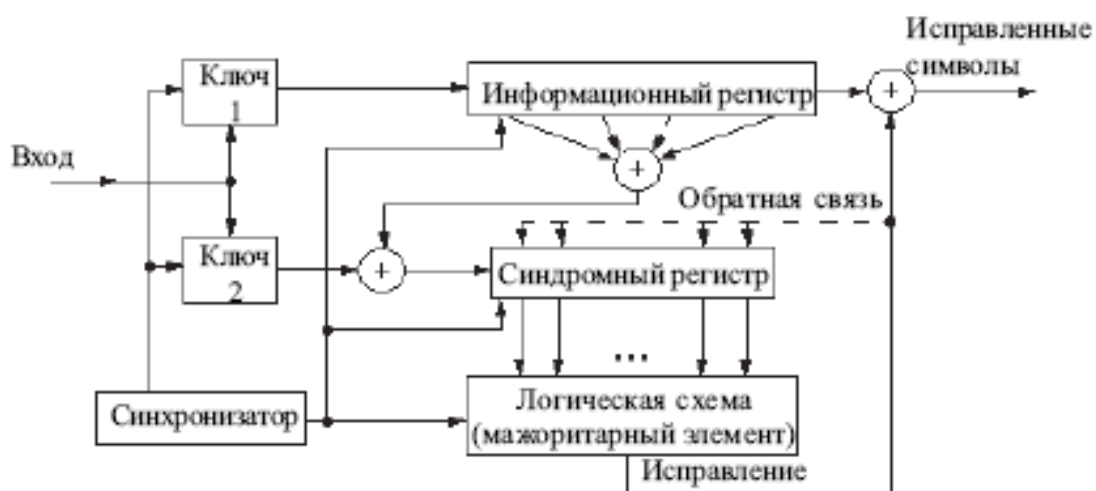 Исправленные
символы
Ключ
1
Информационный регистр
+
Вход
+
Обратная связь
Ключ
2
+
Синдромный регистр
...
Логическая схема
(мажоритарный элемент)
Синхронизатор
Исправление